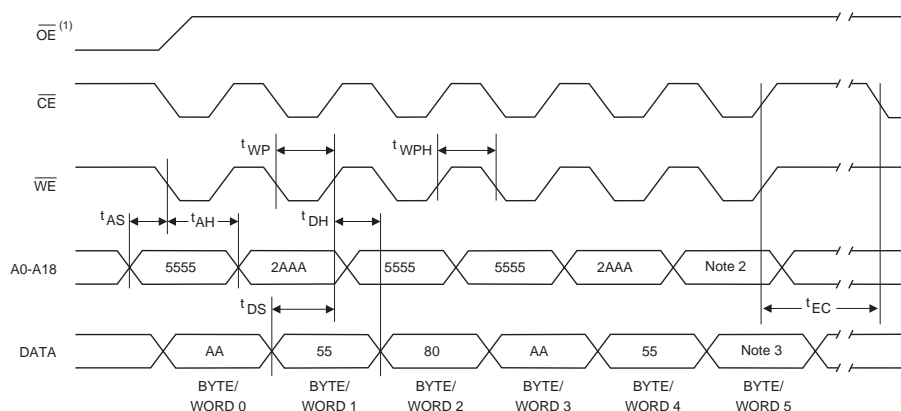 OE (1)
CE
t WP
t WPH
WE
t AS
t AH
t DH
A0-A18
5555
2AAA
5555
5555
2AAA
Note 2
t DS
t EC
DATA
AA
55
80
AA
55
Note 3
BYTE/
WORD 0
BYTE/
WORD 1
BYTE/
WORD 2
BYTE/
WORD 3
BYTE/
WORD 4
BYTE/
WORD 5